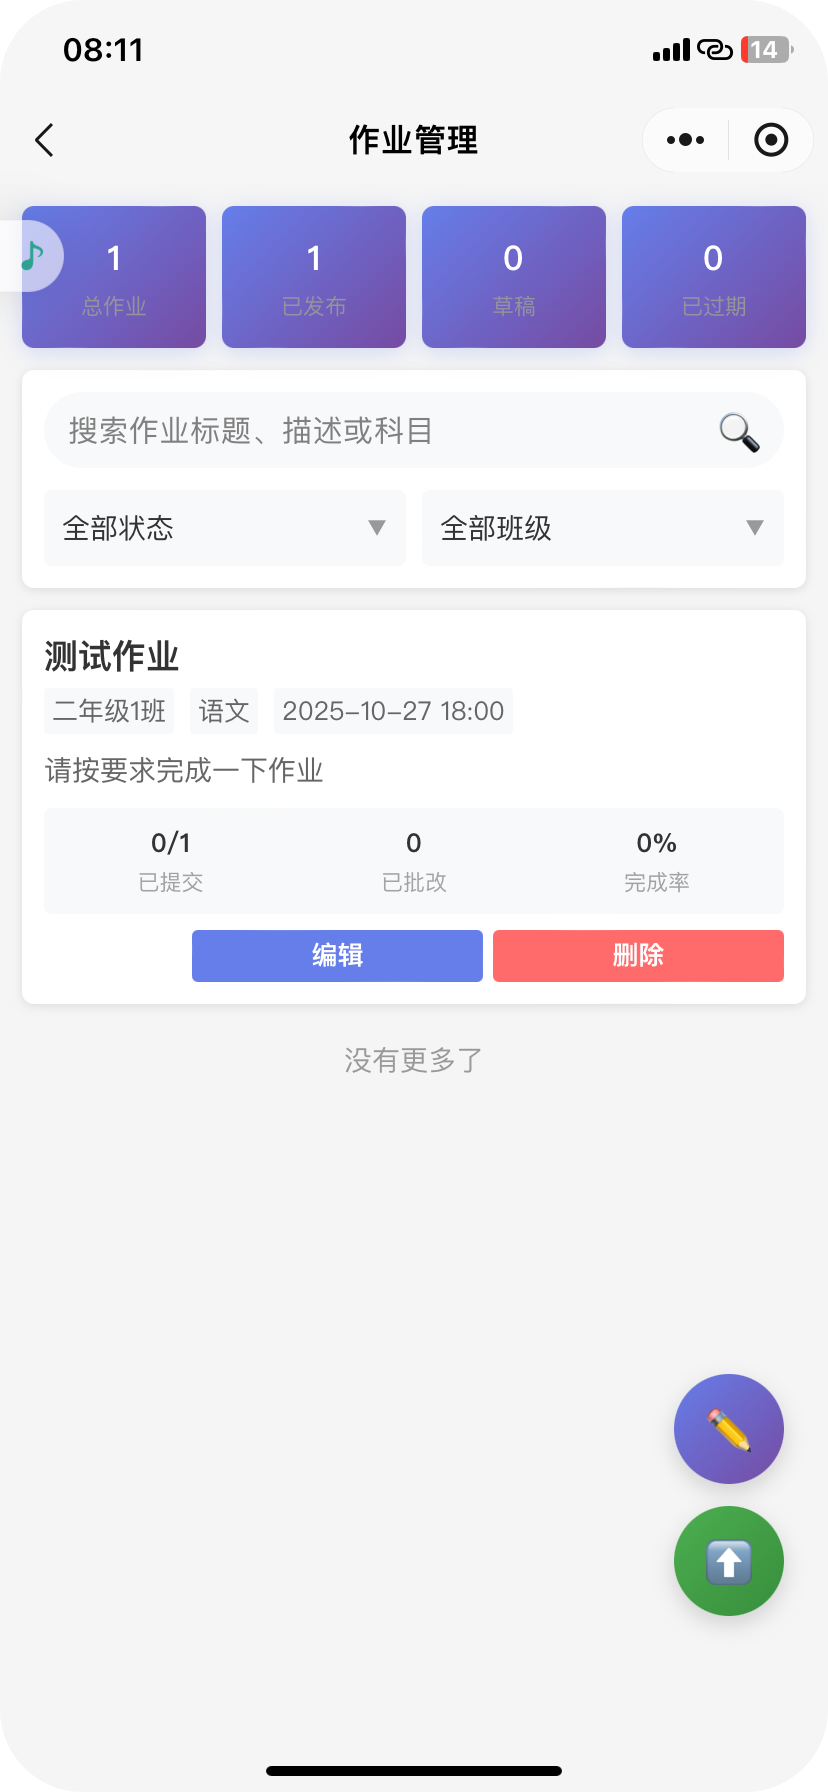 08:11
14
作业管理
1
总作业
1
已发布
0
草稿
0
已过期
搜索作业标题、描述或科目
全部状态
全部班级
测试作业
二年级1班 语文 2025-10-27 18:00
请按要求完成一下作业
0/1
已提交
0
已批改
0%
完成率
编辑
删除
没有更多了